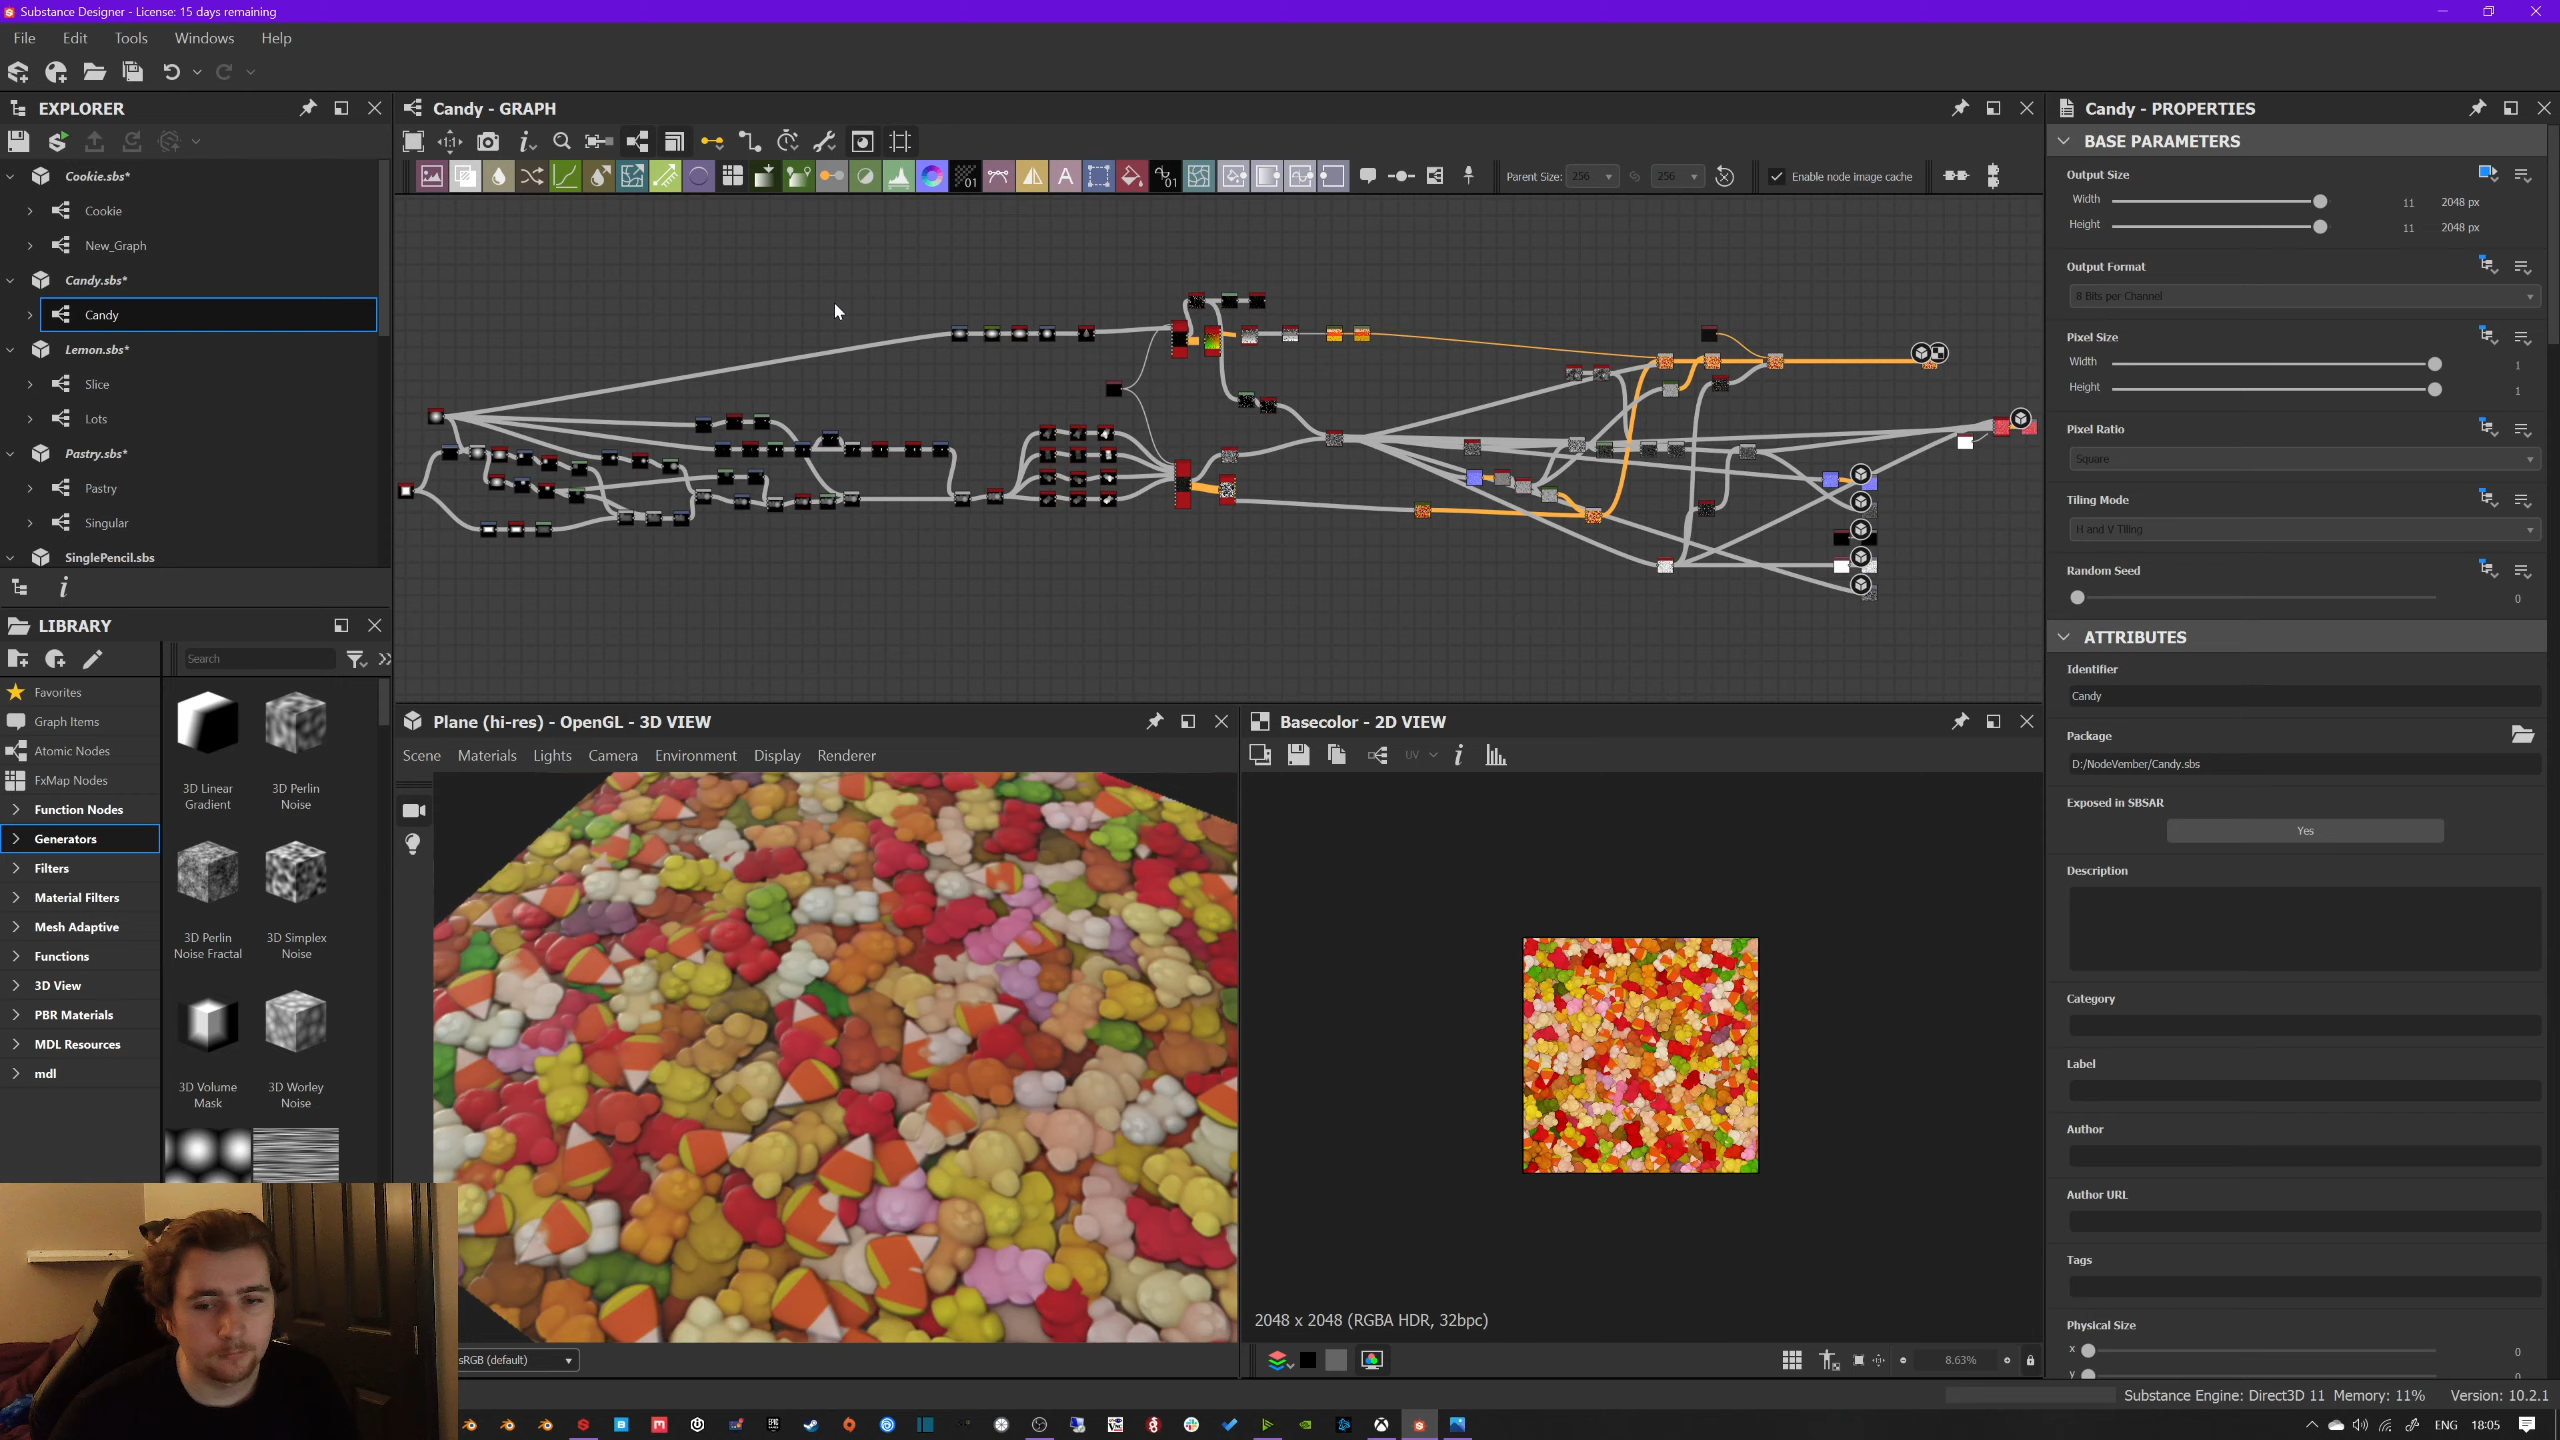 Substance Designer - License: 15 days remaining
File Edit Tools Windows Help
EXPLORER
Cookie.sbs*
Cookie
New_Graph
Candy.sbs*
Candy
Lemon.sbs*
Slice
Lots
Pastry.sbs*
Pastry
Singular
SinglePencil.sbs
LIBRARY
Search
Favorites
Graph Items
Atomic Nodes
FxMap Nodes
Function Nodes
Generators
Filters
Material Filters
Mesh Adaptive
Functions
3D View
PBR Materials
MDL Resources
mdl
3D Linear
Gradient
3D Perlin
Noise
3D Perlin
Noise Fractal
3D Simplex
Noise
3D Volume
Mask
3D Worley
Noise
Candy - GRAPH
Parent Size: 256 256
Enable node image cache
Plane (hi-res) - OpenGL - 3D VIEW
Scene Materials Lights Camera Environment Display Renderer
sRGB (default)
Basecolor - 2D VIEW
UV
2048 x 2048 (RGBA HDR, 32bpc)
8.63%
Candy - PROPERTIES
BASE PARAMETERS
Output Size
Width 11 2048 px
Height 11 2048 px
Output Format
8 Bits per Channel
Pixel Size
Width 1
Height 1
Pixel Ratio
Square
Tiling Mode
H and V Tiling
Random Seed
0
ATTRIBUTES
Identifier
Candy
Package
D:/NodeVember/Candy.sbs
Exposed in SBSAR
Yes
Description
Category
Label
Author
Author URL
Tags
Physical Size
X 0
y 0
Substance Engine: Direct3D 11 Memory: 11% Version: 10.2.1
ENG 18:05